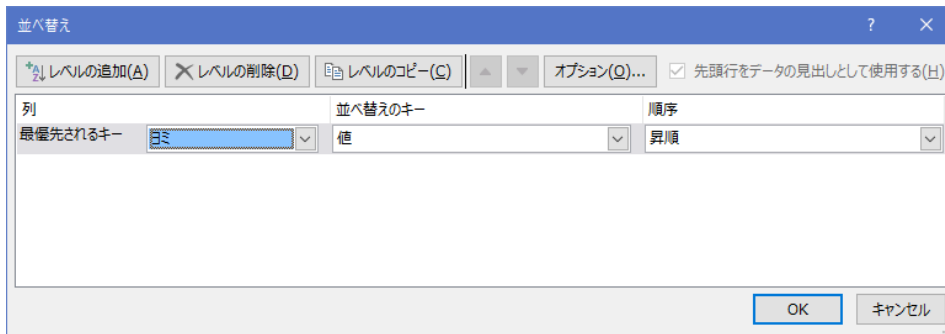 並べ替え ? ×
レベルの追加(A) レベルの削除(D) レベルのコピー(C) オプション(O)... 先頭行をデータの見出しとして使用する(H)
列 並べ替えのキー 順序
最優先されるキー ヨミ 値 昇順
OK キャンセル